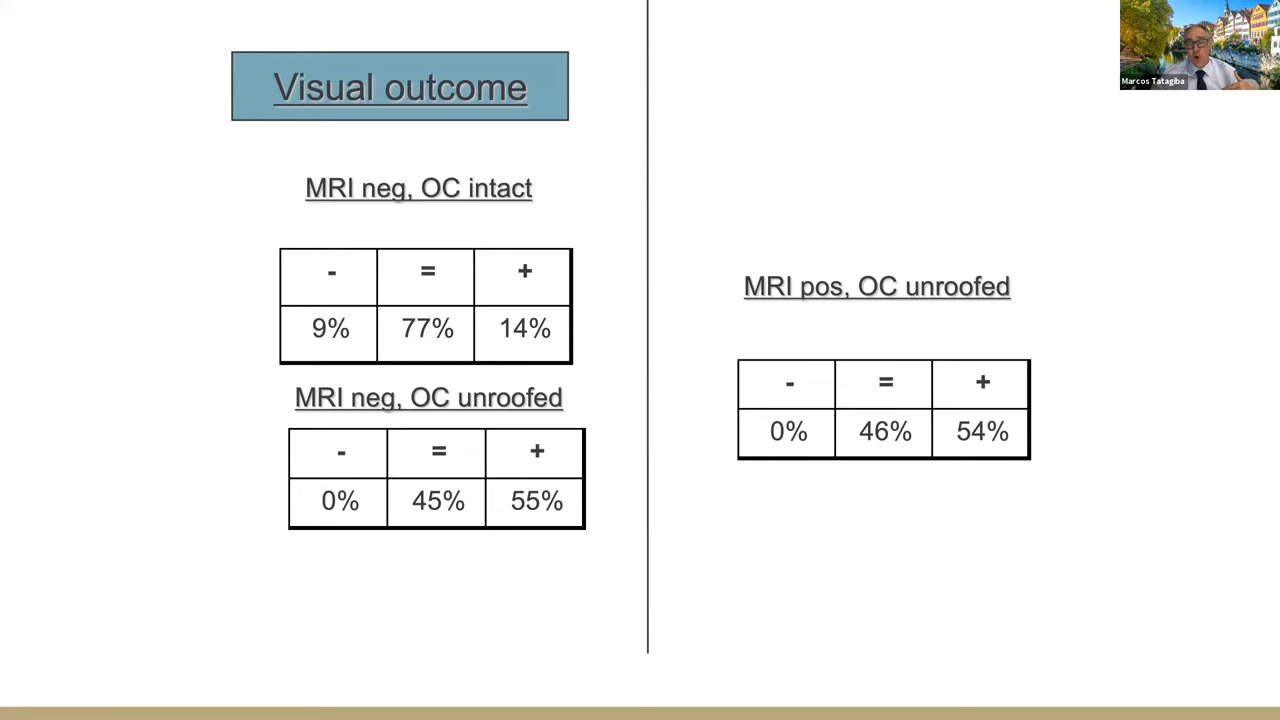 Visual outcome
MRI neg, OC intact
- = +
9% 77% 14%
MRI neg, OC unroofed
- = +
0% 45% 55%
MRI pos, OC unroofed
- = +
0% 46% 54%
Marcos Tatagiba